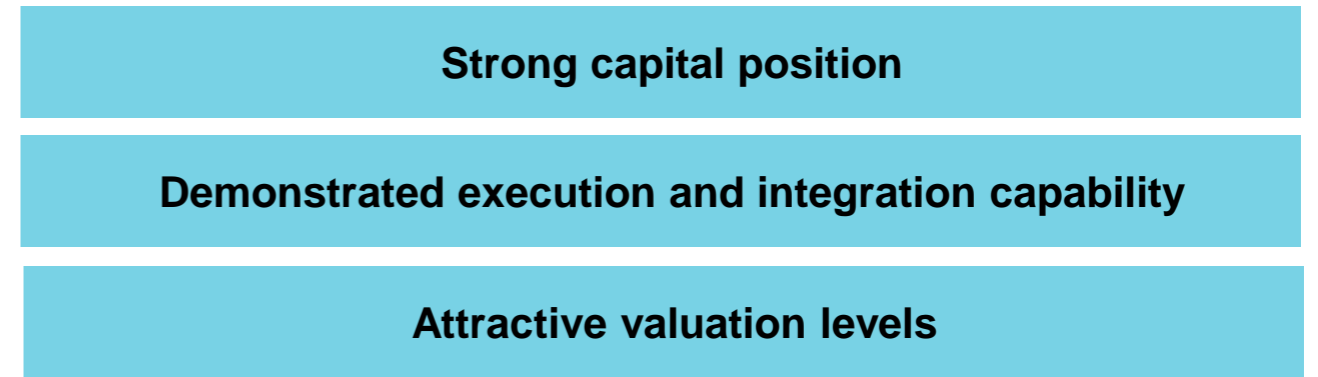 Strong capital position
Demonstrated execution and integration capability
Attractive valuation levels